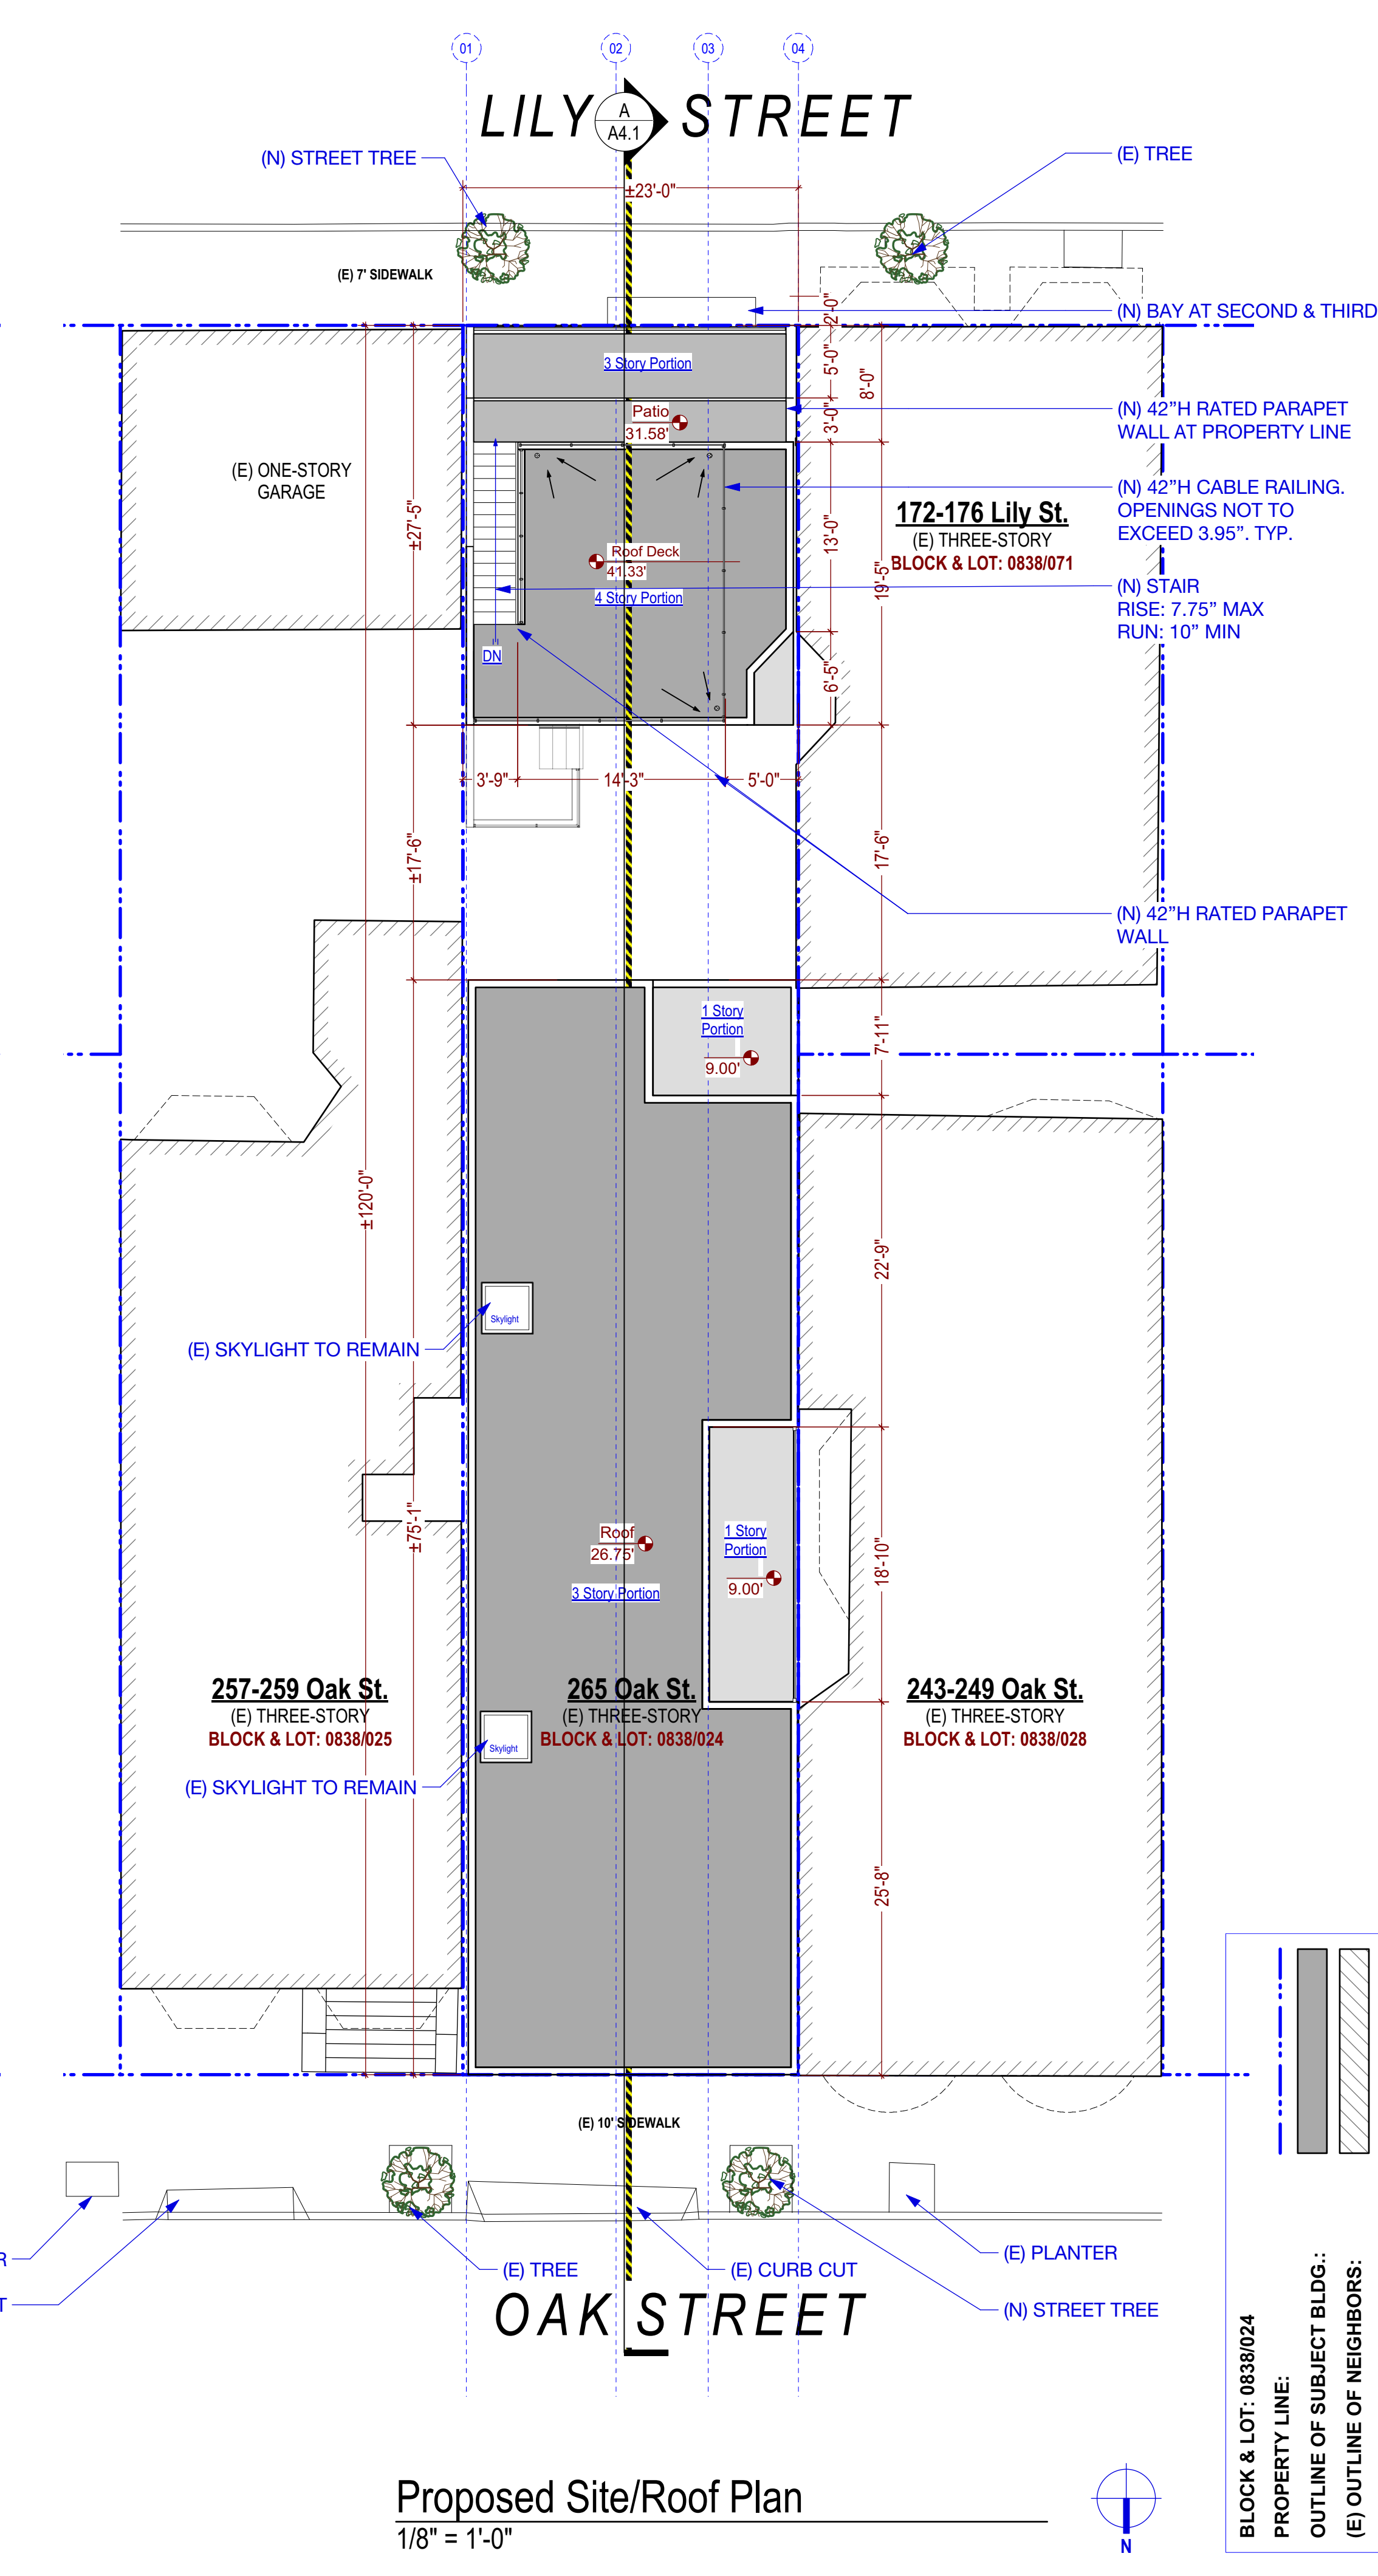 01
02
03
04
LILY STREET
A
A4.1
(N) STREET TREE
(E) TREE
±23'-0"
(E) 7' SIDEWALK
2'-0"
(N) BAY AT SECOND & THIRD
3 Story Portion
5'-0"
8'-0"
Patio
31.58'
3'-0"
(N) 42”H RATED PARAPET
WALL AT PROPERTY LINE
(E) ONE-STORY
GARAGE
±27'-5"
(N) 42”H CABLE RAILING.
OPENINGS NOT TO
EXCEED 3.95”. TYP.
172-176 Lily St.
(E) THREE-STORY
BLOCK & LOT: 0838/071
13'-0"
19'-5"
Roof Deck
41.33'
4 Story Portion
(N) STAIR
RISE: 7.75” MAX
RUN: 10” MIN
DN
6'-5"
3'-9"
14'-3"
5'-0"
±17'-6"
17'-6"
(N) 42”H RATED PARAPET
WALL
1 Story
Portion
9.00'
7'-11"
±120'-0"
22'-9"
Skylight
(E) SKYLIGHT TO REMAIN
±75'-1"
Roof
26.75'
3 Story Portion
1 Story
Portion
9.00'
18'-10"
257-259 Oak St.
(E) THREE-STORY
BLOCK & LOT: 0838/025
265 Oak St.
(E) THREE-STORY
BLOCK & LOT: 0838/024
243-249 Oak St.
(E) THREE-STORY
BLOCK & LOT: 0838/028
Skylight
(E) SKYLIGHT TO REMAIN
25'-8"
(E) 10' SIDEWALK
R
T
(E) TREE
(E) CURB CUT
(E) PLANTER
(N) STREET TREE
OAK STREET
BLOCK & LOT: 0838/024
PROPERTY LINE:
OUTLINE OF SUBJECT BLDG.:
(E) OUTLINE OF NEIGHBORS:
Proposed Site/Roof Plan
1/8" = 1'-0"
N